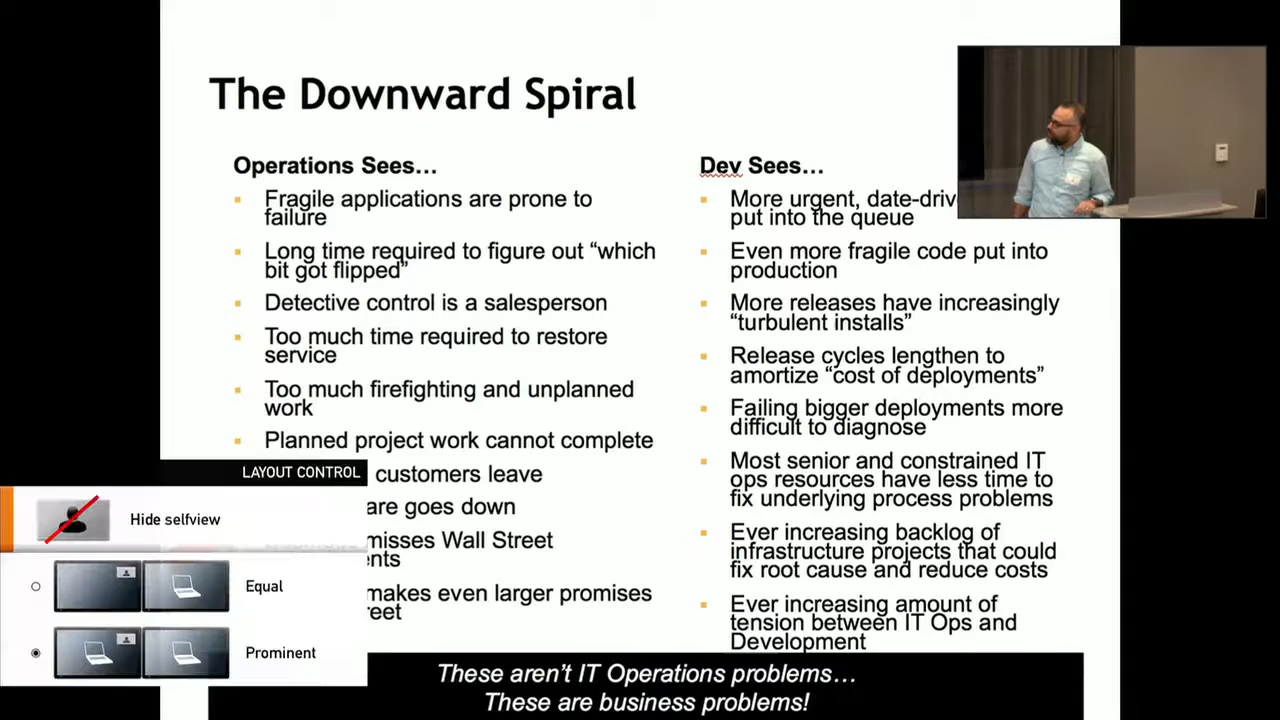 The Downward Spiral
Operations Sees…
Fragile applications are prone to
failure
Long time required to figure out “which
bit got flipped”
Detective control is a salesperson
Too much time required to restore
service
Too much firefighting and unplanned
work
Planned project work cannot complete
customers leave
are goes down
misses Wall Street
nts
makes even larger promises
reet
Dev Sees…
More urgent, date-driv
put into the queue
Even more fragile code put into
production
More releases have increasingly
“turbulent installs”
Release cycles lengthen to
amortize “cost of deployments”
Failing bigger deployments more
difficult to diagnose
Most senior and constrained IT
ops resources have less time to
fix underlying process problems
Ever increasing backlog of
infrastructure projects that could
fix root cause and reduce costs
Ever increasing amount of
tension between IT Ops and
Development
These aren’t IT Operations problems…
These are business problems!
LAYOUT CONTROL
Hide selfview
Equal
Prominent